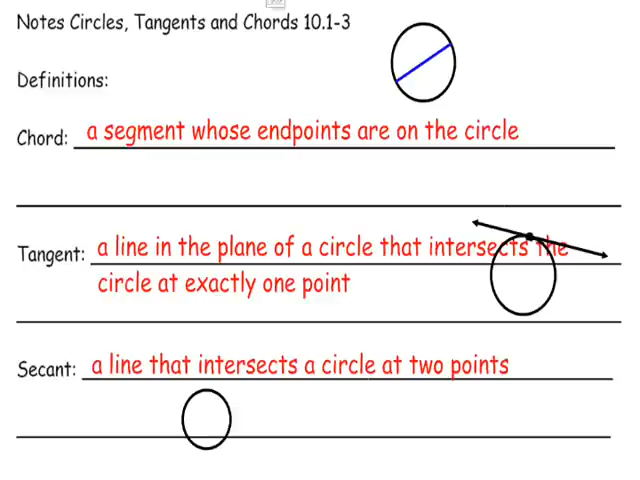 Notes Circles, Tangents and Chords 10.1-3
Definitions:
Chord: a segment whose endpoints are on the circle
Tangent: a line in the plane of a circle that intersects the
circle at exactly one point
Secant: a line that intersects a circle at two points